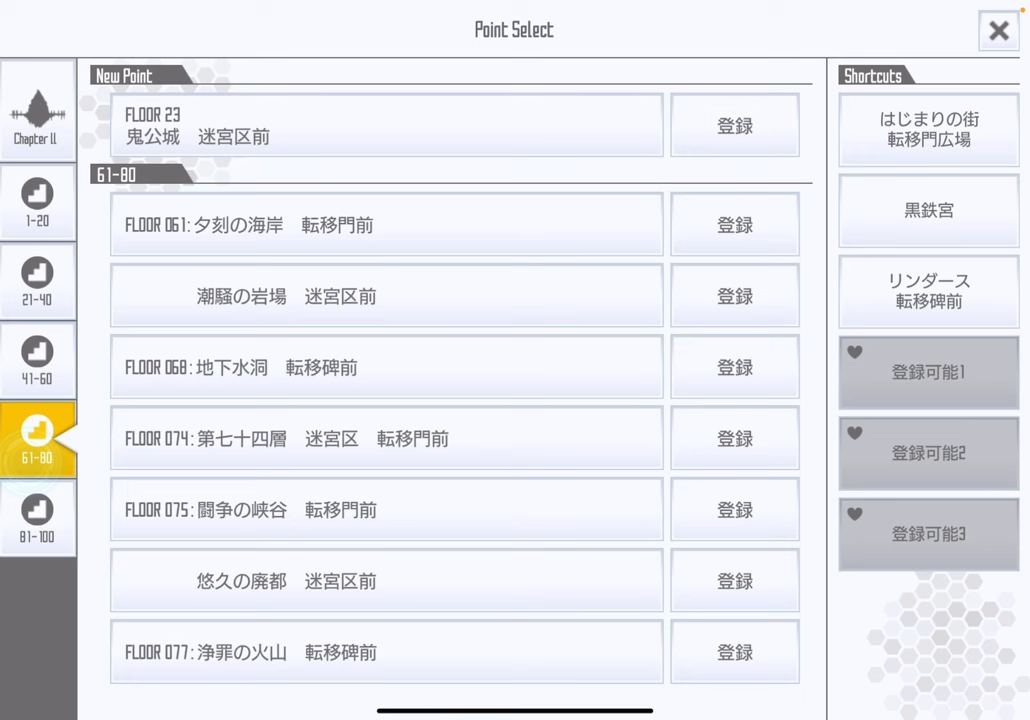 Point Select
Chapter II
1-20
21-40
41-60
61-80
81-100
New Point
FLOOR 23
鬼公城　迷宮区前
登録
61-80
FLOOR 061: 夕刻の海岸　転移門前
登録
潮騒の岩場　迷宮区前
登録
FLOOR 068: 地下水洞　転移碑前
登録
FLOOR 074: 第七十四層　迷宮区　転移門前
登録
FLOOR 075: 闘争の峡谷　転移門前
登録
悠久の廃都　迷宮区前
登録
FLOOR 077: 浄罪の火山　転移碑前
登録
Shortcuts
はじまりの街
転移門広場
黒鉄宮
リンダース
転移碑前
登録可能1
登録可能2
登録可能3